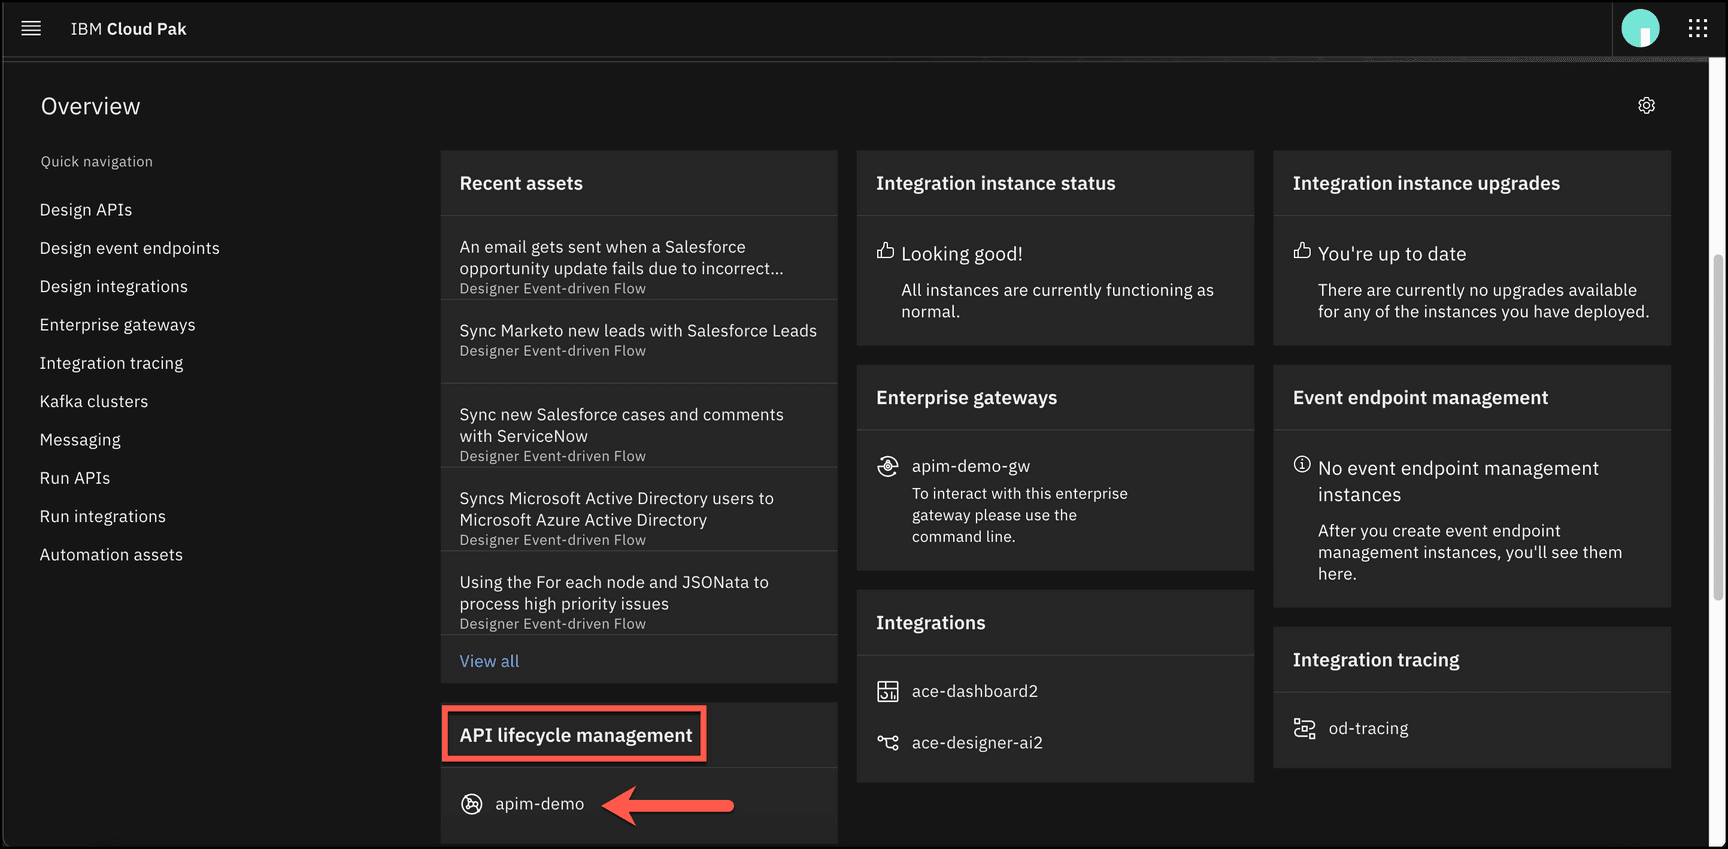 IBM Cloud Pak
Overview
Quick navigation
Design APIs
Design event endpoints
Design integrations
Enterprise gateways
Integration tracing
Kafka clusters
Messaging
Run APIs
Run integrations
Automation assets
Recent assets
An email gets sent when a Salesforce
opportunity update fails due to incorrect...
Designer Event-driven Flow
Sync Marketo new leads with Salesforce Leads
Designer Event-driven Flow
Sync new Salesforce cases and comments
with ServiceNow
Designer Event-driven Flow
Syncs Microsoft Active Directory users to
Microsoft Azure Active Directory
Designer Event-driven Flow
Using the For each node and JSONata to
process high priority issues
Designer Event-driven Flow
View all
API lifecycle management
apim-demo
Integration instance status
Looking good!
All instances are currently functioning as
normal.
Enterprise gateways
apim-demo-gw
To interact with this enterprise
gateway please use the
command line.
Integrations
ace-dashboard2
ace-designer-ai2
Integration instance upgrades
You're up to date
There are currently no upgrades available
for any of the instances you have deployed.
Event endpoint management
No event endpoint management
instances
After you create event endpoint
management instances, you'll see them
here.
Integration tracing
od-tracing